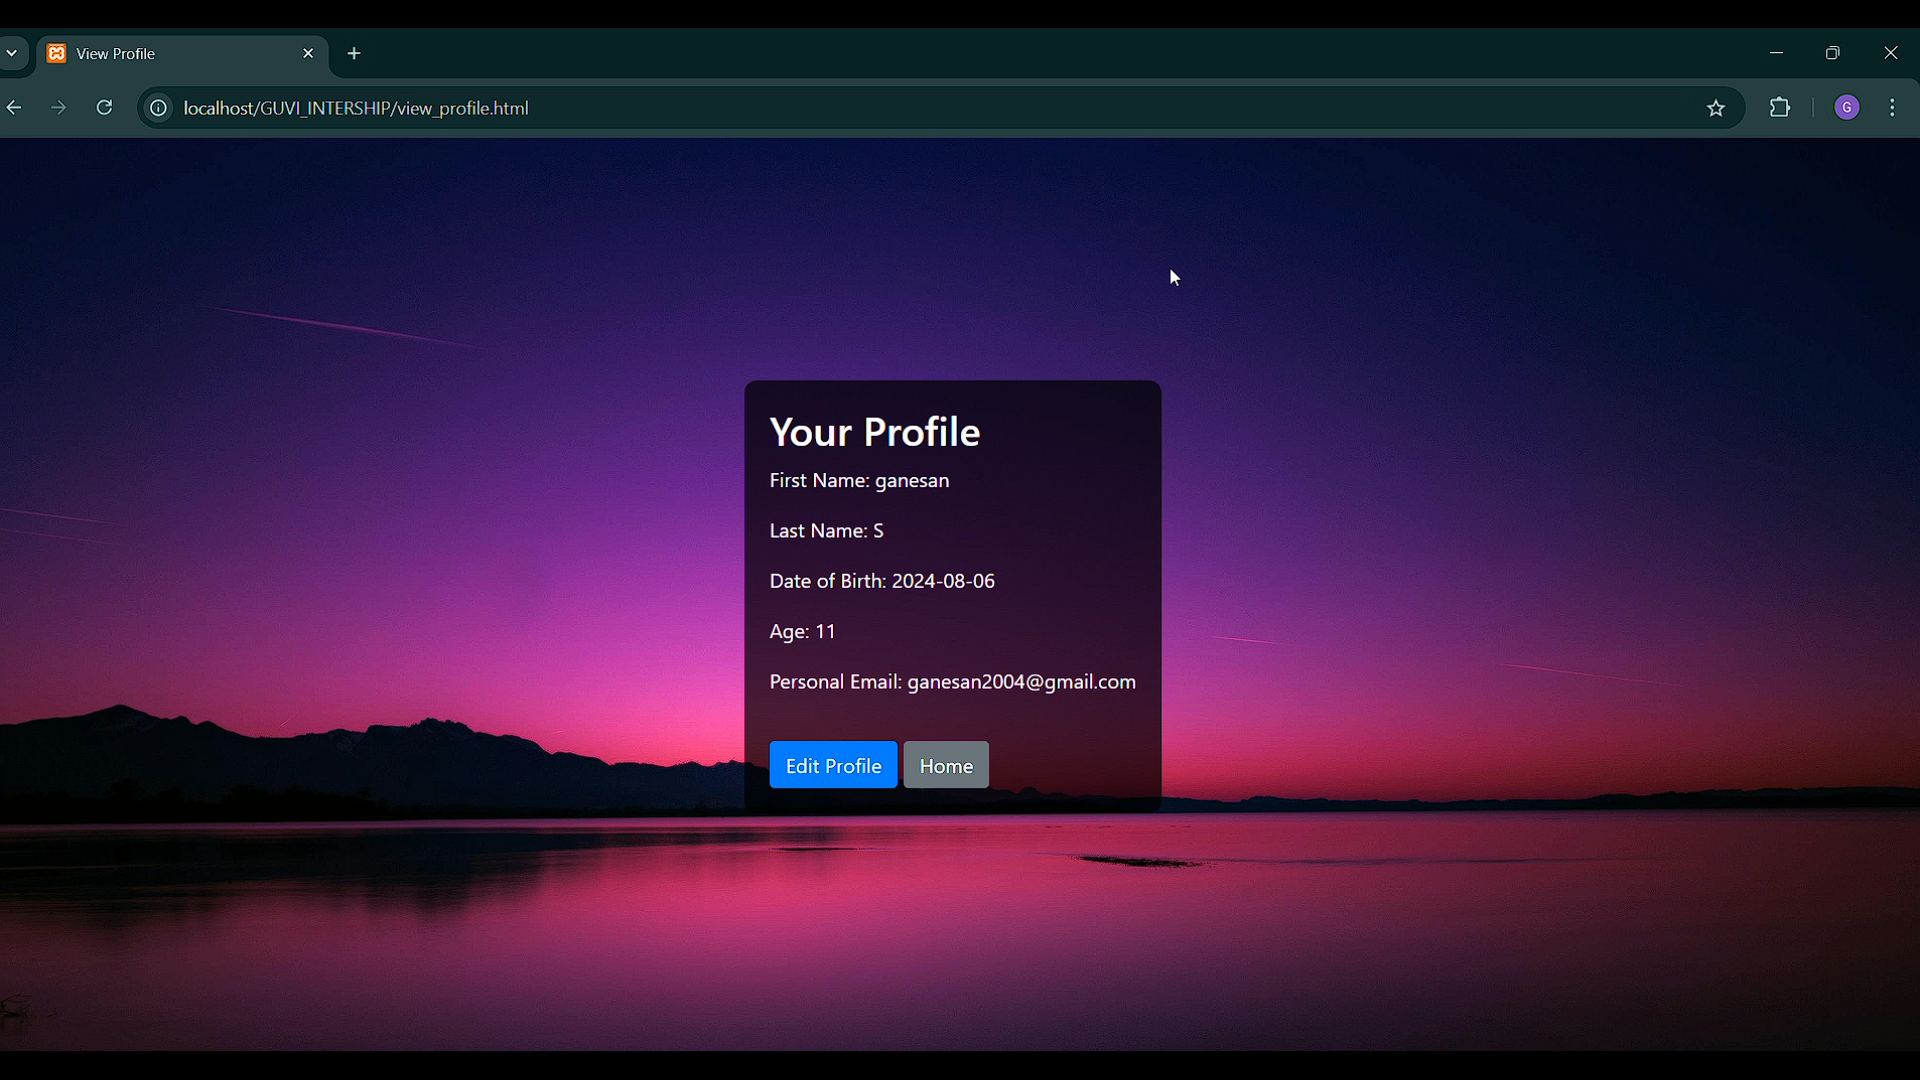 View Profile
localhost/GUVI_INTERSHIP/view_profile.html
G
Your Profile
First Name: ganesan
Last Name: S
Date of Birth: 2024-08-06
Age: 11
Personal Email: ganesan2004@gmail.com
Edit Profile Home